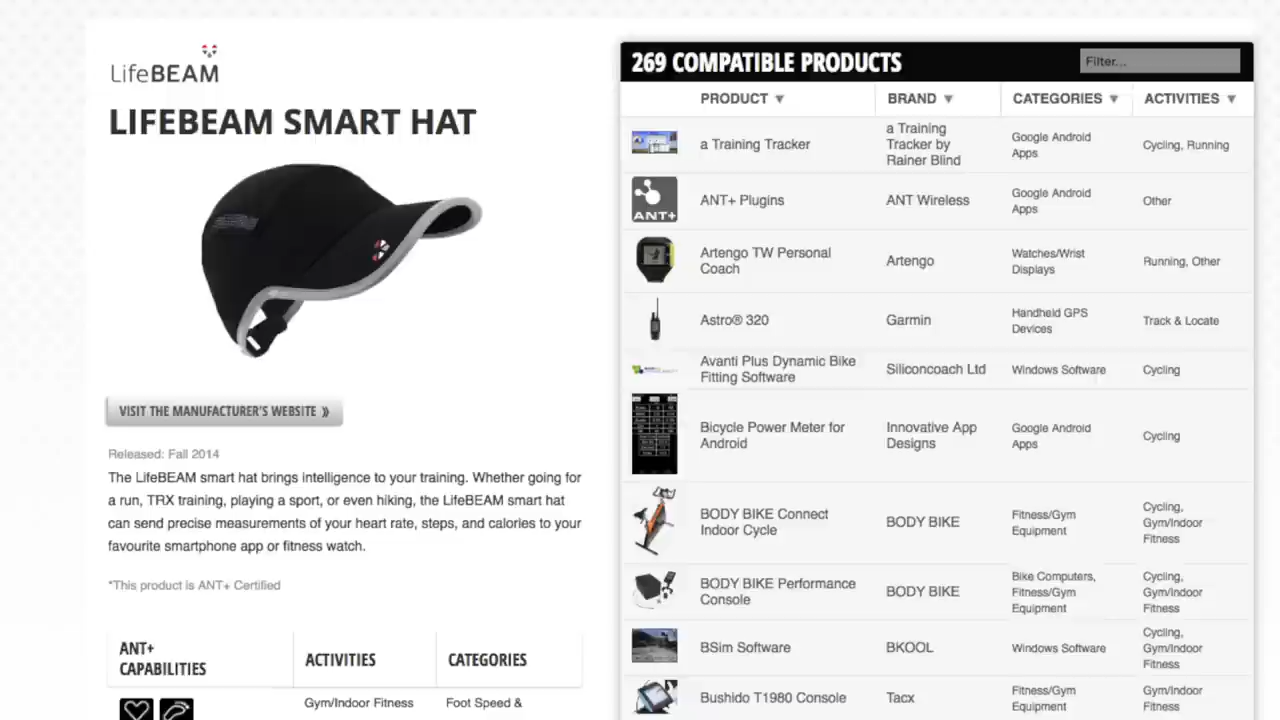 LifeBEAM
LIFEBEAM SMART HAT
VISIT THE MANUFACTURER'S WEBSITE »
Released: Fall 2014
The LifeBEAM smart hat brings intelligence to your training. Whether going for
a run, TRX training, playing a sport, or even hiking, the LifeBEAM smart hat
can send precise measurements of your heart rate, steps, and calories to your
favourite smartphone app or fitness watch.
*This product is ANT+ Certified
ANT+
CAPABILITIES
ACTIVITIES
CATEGORIES
Gym/Indoor Fitness
Foot Speed &
269 COMPATIBLE PRODUCTS
Filter...
PRODUCT ▼ BRAND ▼ CATEGORIES ▼ ACTIVITIES ▼
a Training Tracker
a Training
Tracker by
Rainer Blind
Google Android
Apps
Cycling, Running
ANT+
ANT+ Plugins
ANT Wireless
Google Android
Apps
Other
Artengo TW Personal
Coach
Artengo
Watches/Wrist
Displays
Running, Other
Astro® 320
Garmin
Handheld GPS
Devices
Track & Locate
Avanti Plus Dynamic Bike
Fitting Software
Siliconcoach Ltd
Windows Software
Cycling
Bicycle Power Meter for
Android
Innovative App
Designs
Google Android
Apps
Cycling
BODY BIKE Connect
Indoor Cycle
BODY BIKE
Fitness/Gym
Equipment
Cycling,
Gym/Indoor
Fitness
BODY BIKE Performance
Console
BODY BIKE
Bike Computers,
Fitness/Gym
Equipment
Cycling,
Gym/Indoor
Fitness
BSim Software
BKOOL
Windows Software
Cycling,
Gym/Indoor
Fitness
Bushido T1980 Console
Tacx
Fitness/Gym
Equipment
Gym/Indoor
Fitness